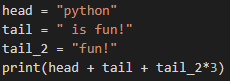 head = "python"
tail = " is fun!"
tail_2 = "fun!"
print(head + tail + tail_2*3)